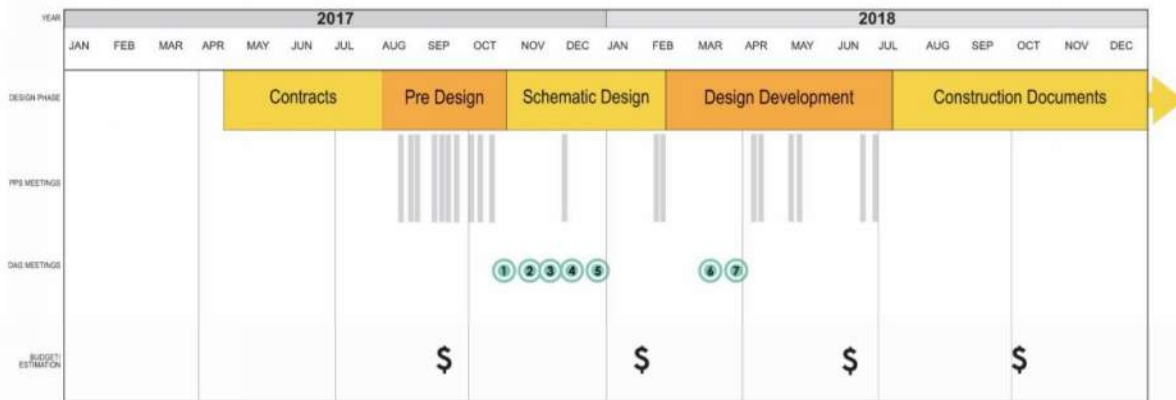 YEAR 2017 2018
JAN FEB MAR APR MAY JUN JUL AUG SEP OCT NOV DEC JAN FEB MAR APR MAY JUN JUL AUG SEP OCT NOV DEC
DESIGN PHASE Contracts Pre Design Schematic Design Design Development Construction Documents
PPS MEETINGS
DAG MEETINGS 1 2 3 4 5 6 7
BUDGET/
ESTIMATION $ $ $ $